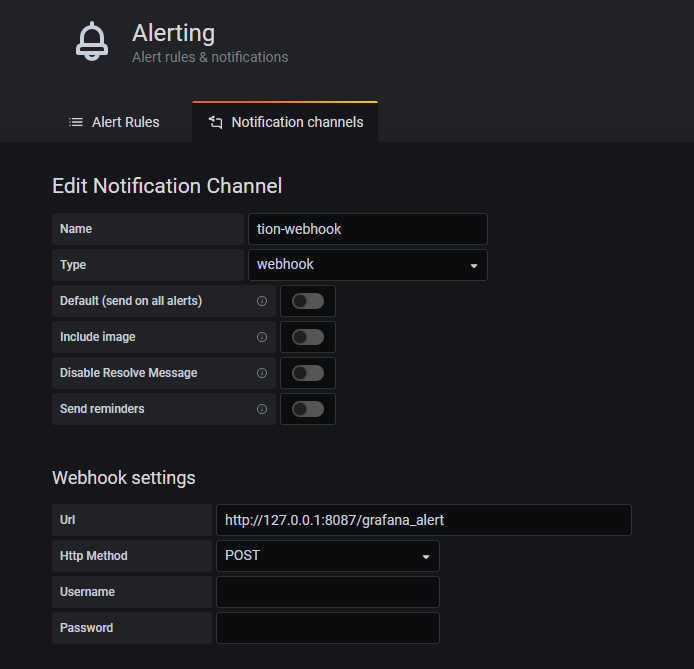 Alerting
Alert rules & notifications
Alert Rules
Notification channels
Edit Notification Channel
Name tion-webhook
Type webhook
Default (send on all alerts)
Include image
Disable Resolve Message
Send reminders
Webhook settings
Url http://127.0.0.1:8087/grafana_alert
Http Method POST
Username
Password